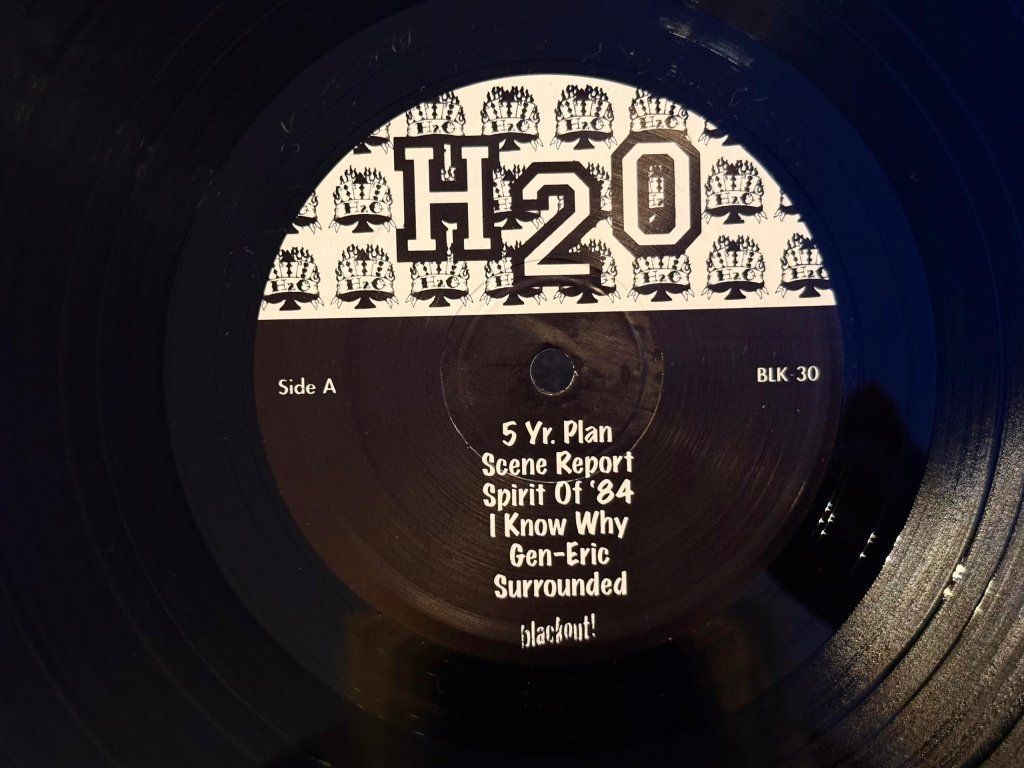 H2O
Side A
BLK-30
5 Yr. Plan
Scene Report
Spirit Of '84
I Know Why
Gen-Eric
Surrounded
blackout!